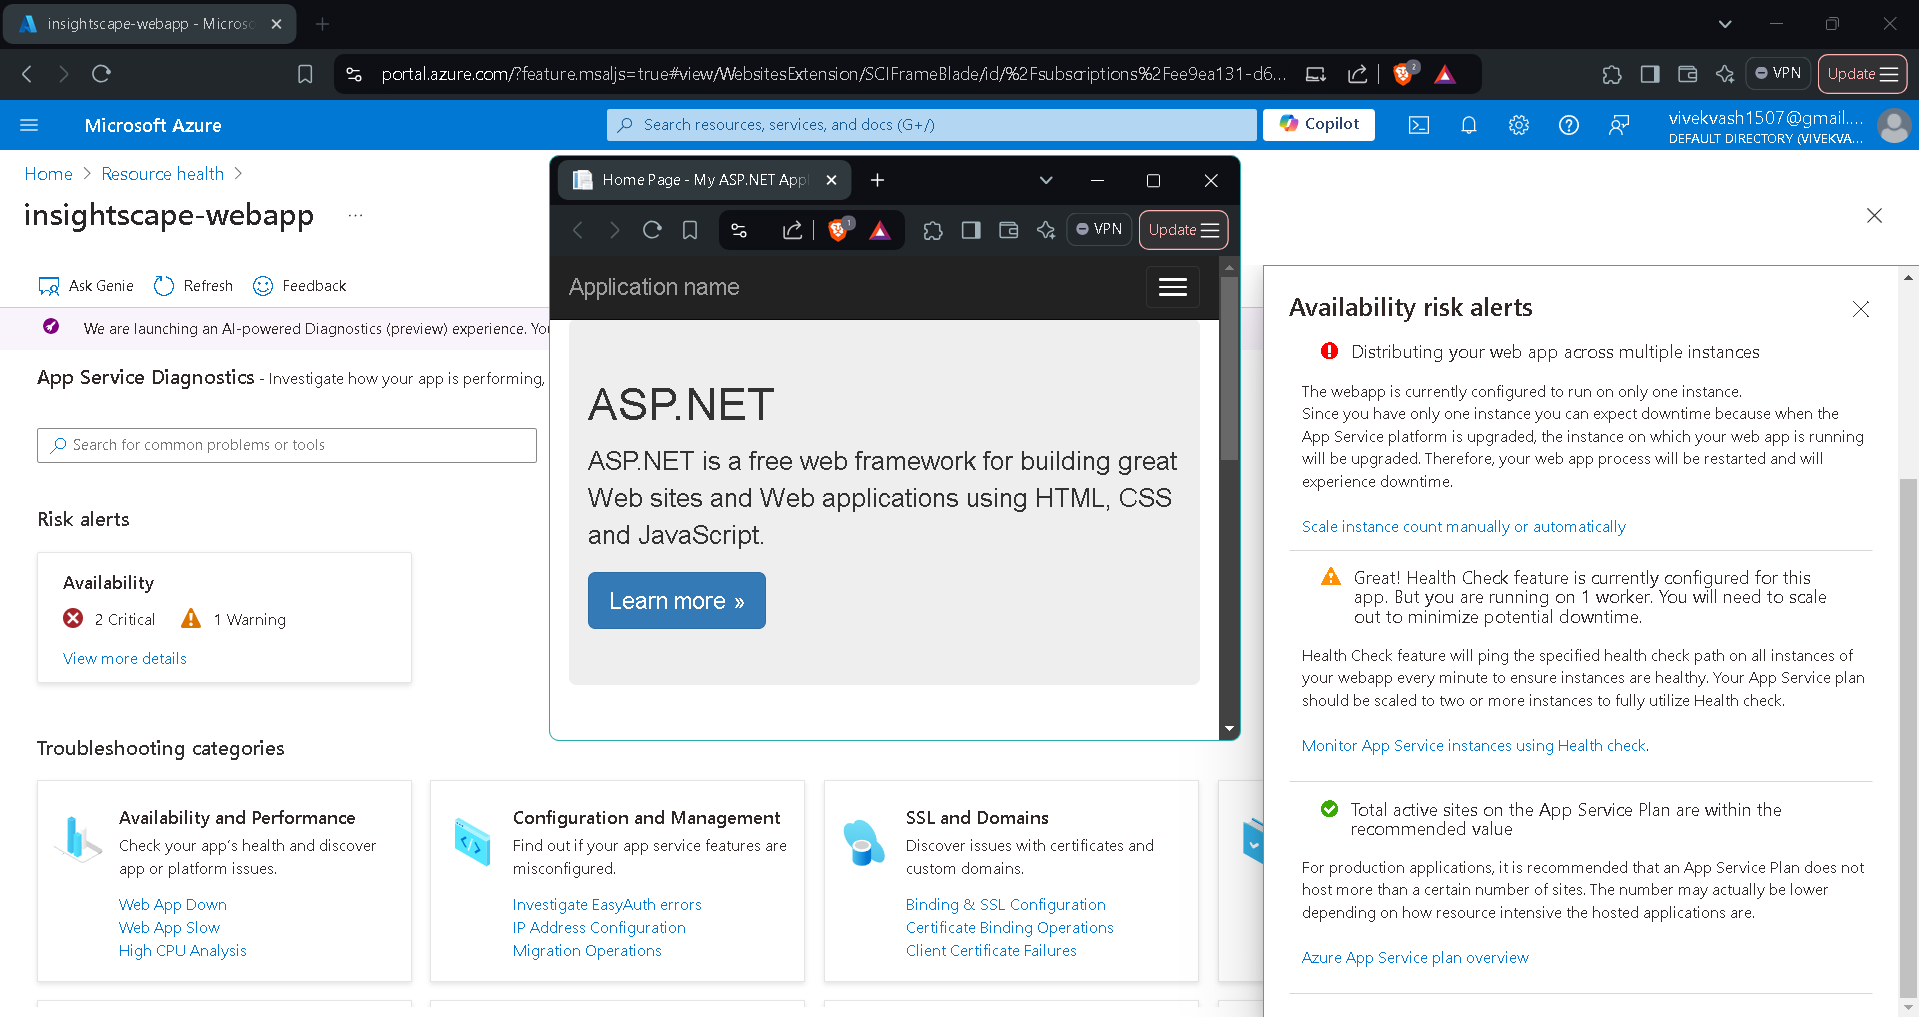 insightscape-webapp - Microso
portal.azure.com/?feature.msaljs=true#view/WebsitesExtension/SCIFrameBlade/id/%2Fsubscriptions%2Fee9ea131-d6...
2
VPN
Update
Microsoft Azure
Search resources, services, and docs (G+/)
Copilot
vivekvash1507@gmail....
DEFAULT DIRECTORY (VIVEKVA...
Home > Resource health >
insightscape-webapp ...
Ask Genie
Refresh
Feedback
We are launching an AI-powered Diagnostics (preview) experience. You
App Service Diagnostics - Investigate how your app is performing,
Search for common problems or tools
Risk alerts
Availability
2 Critical
1 Warning
View more details
Troubleshooting categories
Availability and Performance
Check your app's health and discover
app or platform issues.
Web App Down
Web App Slow
High CPU Analysis
Configuration and Management
Find out if your app service features are
misconfigured.
Investigate EasyAuth errors
IP Address Configuration
Migration Operations
SSL and Domains
Discover issues with certificates and
custom domains.
Binding & SSL Configuration
Certificate Binding Operations
Client Certificate Failures
Home Page - My ASP.NET Appl
1
VPN
Update
Application name
ASP.NET
ASP.NET is a free web framework for building great
Web sites and Web applications using HTML, CSS
and JavaScript.
Learn more »
Availability risk alerts
Distributing your web app across multiple instances
The webapp is currently configured to run on only one instance.
Since you have only one instance you can expect downtime because when the
App Service platform is upgraded, the instance on which your web app is running
will be upgraded. Therefore, your web app process will be restarted and will
experience downtime.
Scale instance count manually or automatically
Great! Health Check feature is currently configured for this
app. But you are running on 1 worker. You will need to scale
out to minimize potential downtime.
Health Check feature will ping the specified health check path on all instances of
your webapp every minute to ensure instances are healthy. Your App Service plan
should be scaled to two or more instances to fully utilize Health check.
Monitor App Service instances using Health check.
Total active sites on the App Service Plan are within the
recommended value
For production applications, it is recommended that an App Service Plan does not
host more than a certain number of sites. The number may actually be lower
depending on how resource intensive the hosted applications are.
Azure App Service plan overview